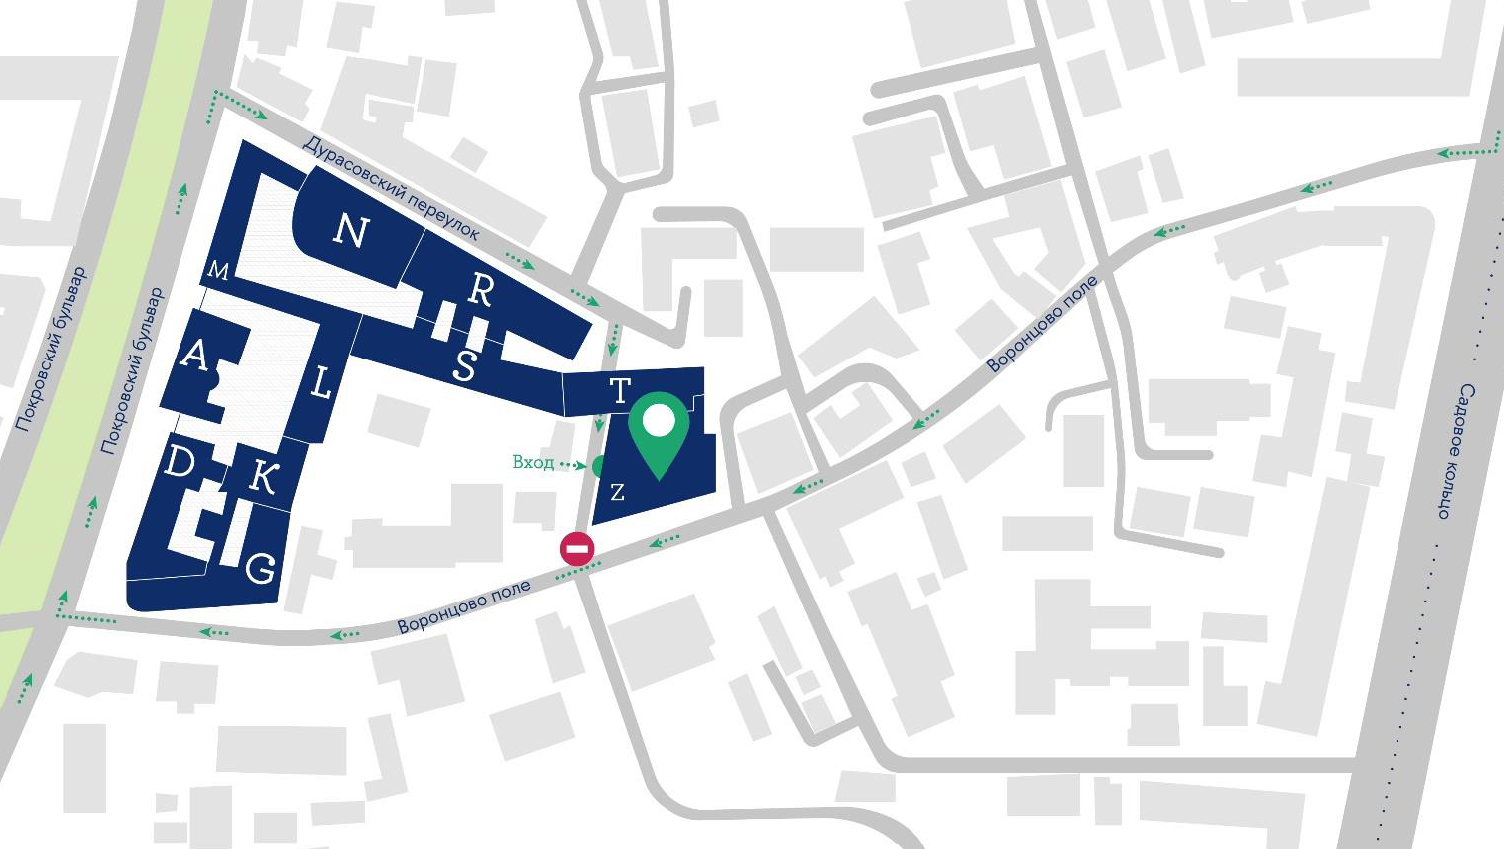 Дурасовский переулок
N
M
R
Покровский бульвар
Покровский бульвар
A
S
L
T
Воронцово поле
Садовое кольцо
D
K
Вход
Z
G
Воронцово поле